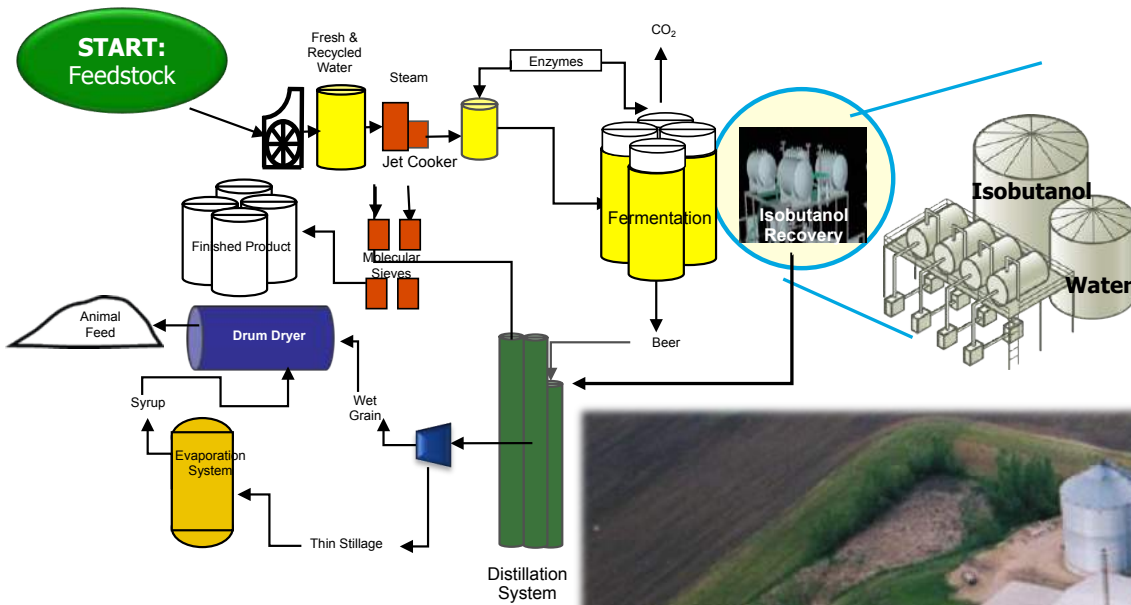 START:
Feedstock
Fresh &
Recycled
Water
Steam
Jet Cooker
Enzymes
CO2
Fermentation
Isobutanol
Recovery
Isobutanol
Water
Finished Product
Molecular
Sieves
Animal
Feed
Drum Dryer
Beer
Syrup
Wet
Grain
Evaporation
System
Thin Stillage
Distillation
System